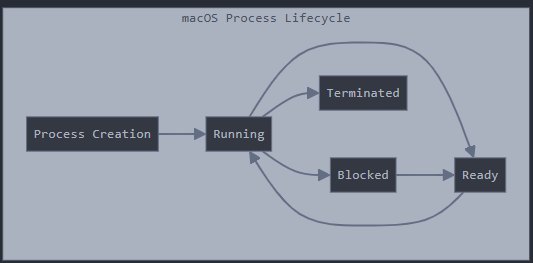 macOS Process Lifecycle
Terminated
Process Creation
Running
Blocked
Ready